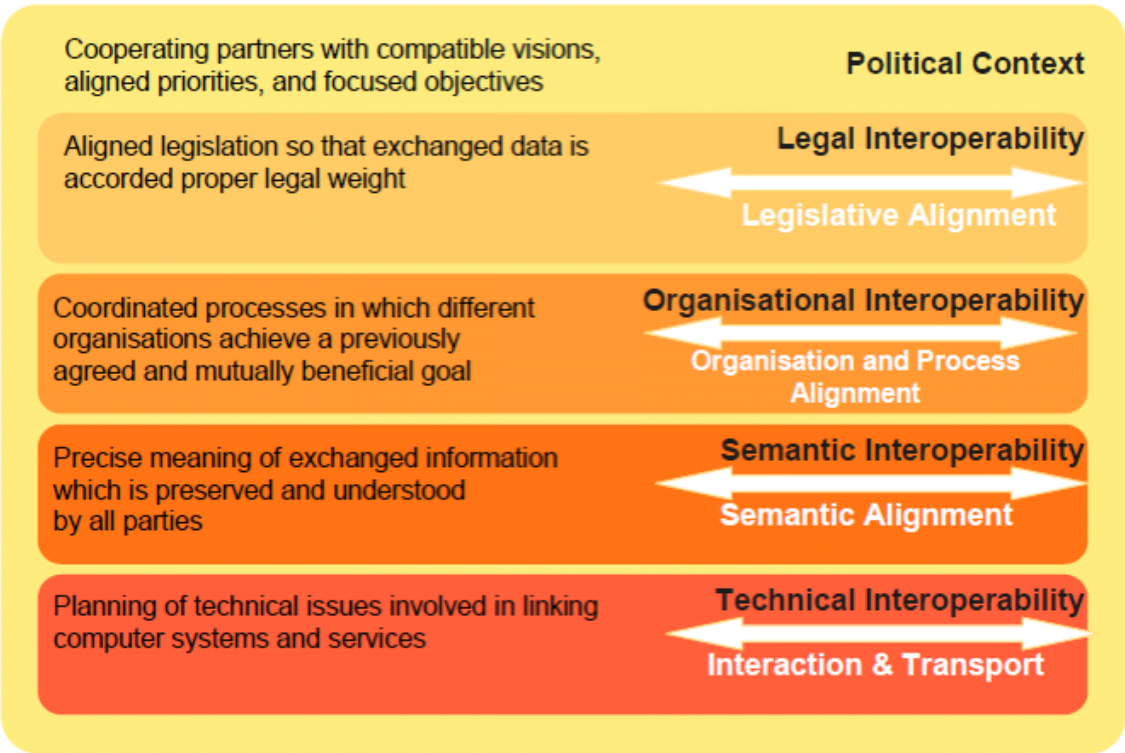 Cooperating partners with compatible visions,
aligned priorities, and focused objectives
Political Context
Aligned legislation so that exchanged data is
accorded proper legal weight
Legal Interoperability
Legislative Alignment
Coordinated processes in which different
organisations achieve a previously
agreed and mutually beneficial goal
Organisational Interoperability
Organisation and Process
Alignment
Precise meaning of exchanged information
which is preserved and understood
by all parties
Semantic Interoperability
Semantic Alignment
Planning of technical issues involved in linking
computer systems and services
Technical Interoperability
Interaction & Transport